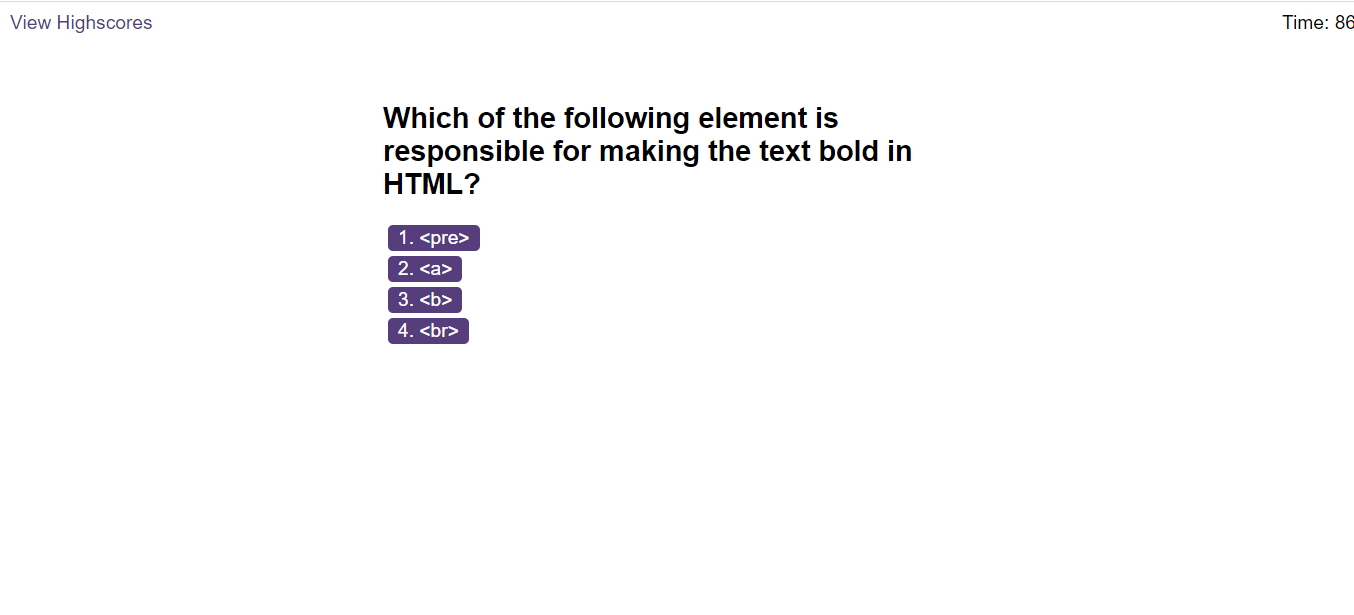 View Highscores
Time: 86
Which of the following element is
responsible for making the text bold in
HTML?
1. <pre>
2. <a>
3. <b>
4. <br>